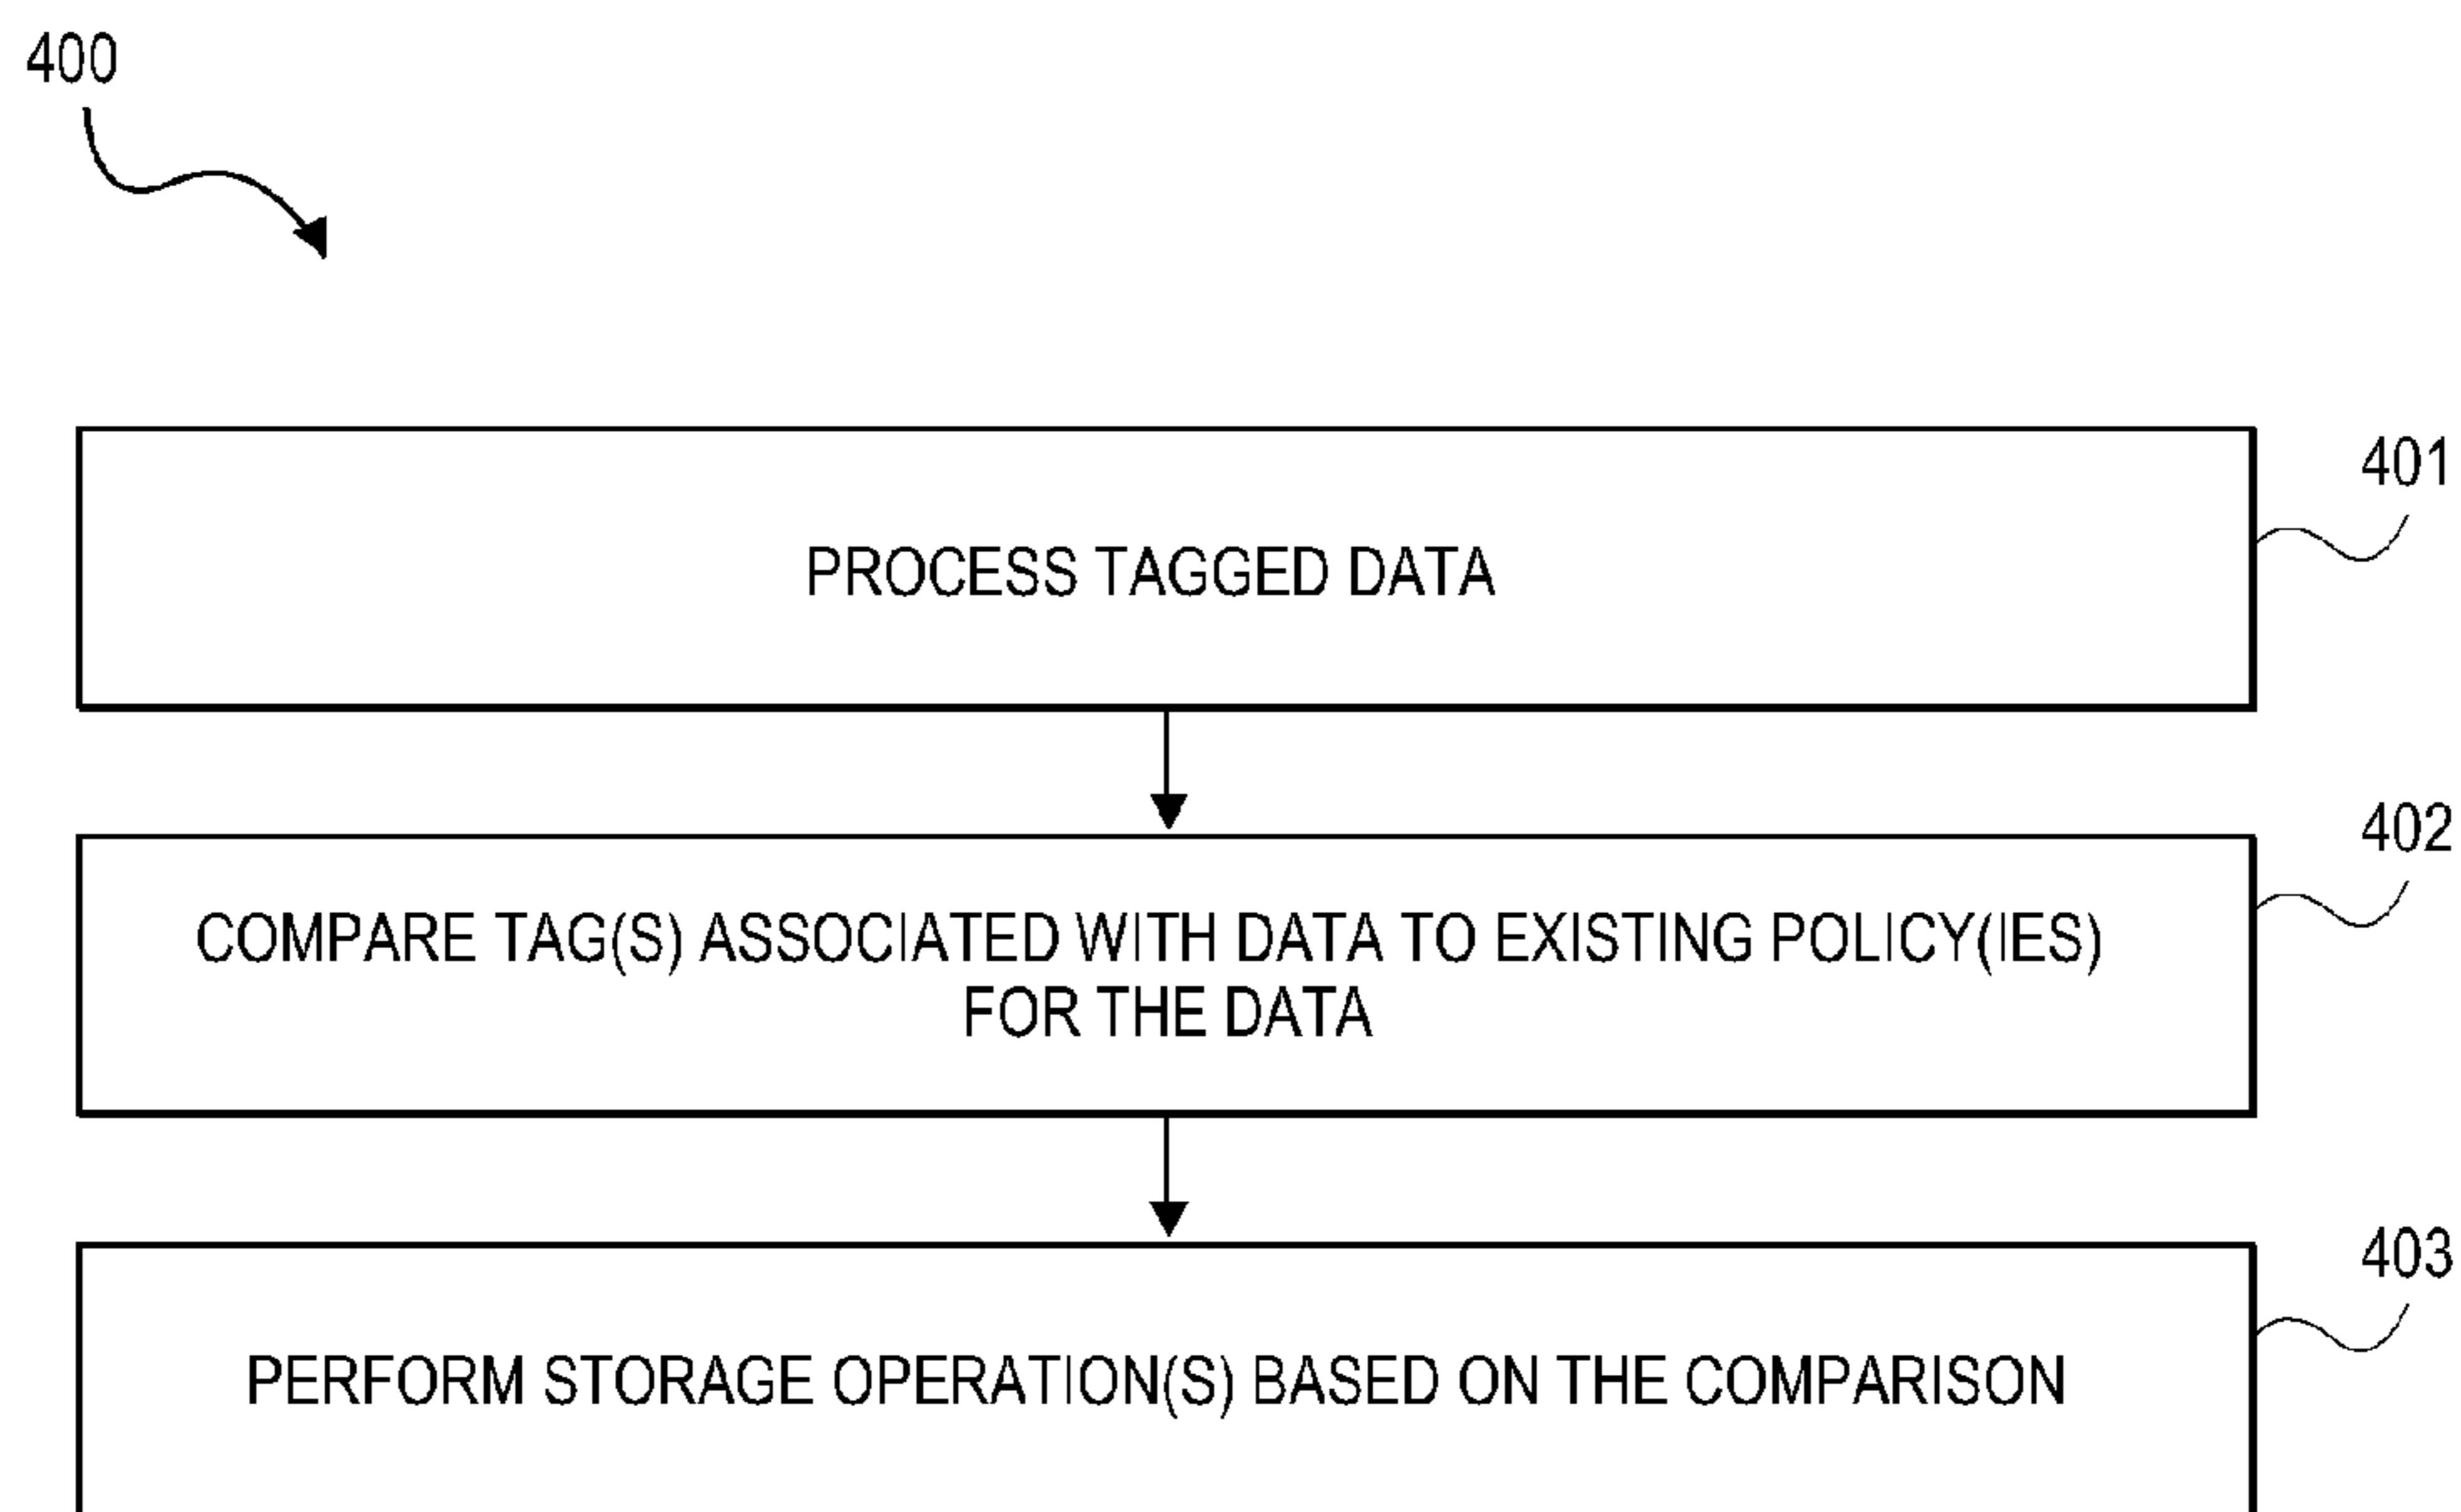 400
401
PROCESS TAGGED DATA
402
COMPARE TAG(S) ASSOCIATED WITH DATA TO EXISTING POLICY(IES)
FOR THE DATA
403
PERFORM STORAGE OPERATION(S) BASED ON THE COMPARISON